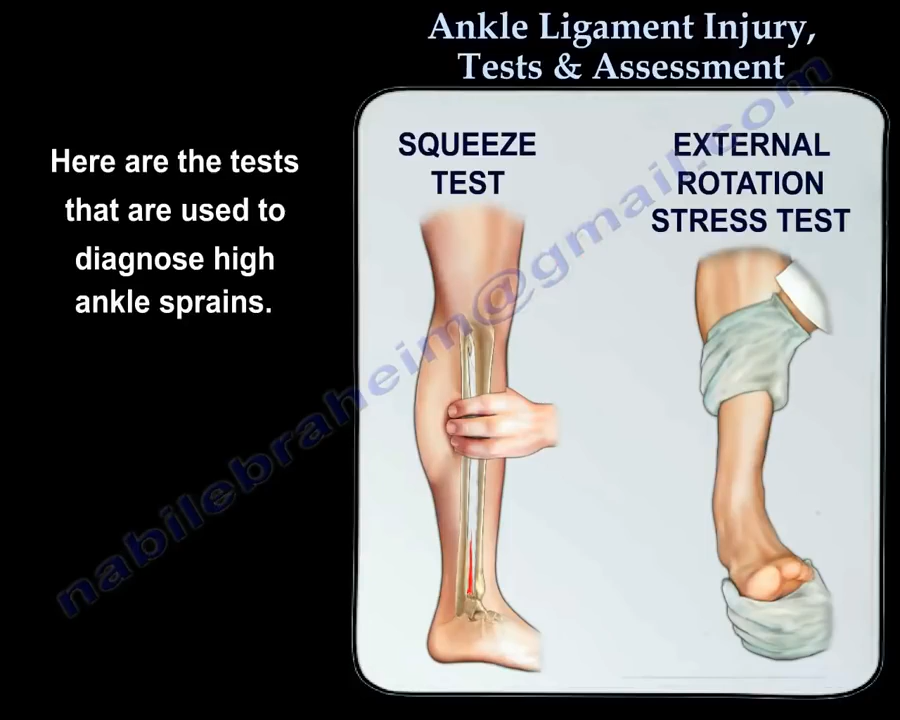 Ankle Ligament Injury,
Tests & Assessment
Here are the tests
that are used to
diagnose high
ankle sprains.
SQUEEZE
TEST
EXTERNAL
ROTATION
STRESS TEST
nabilebraheim@gmail.com